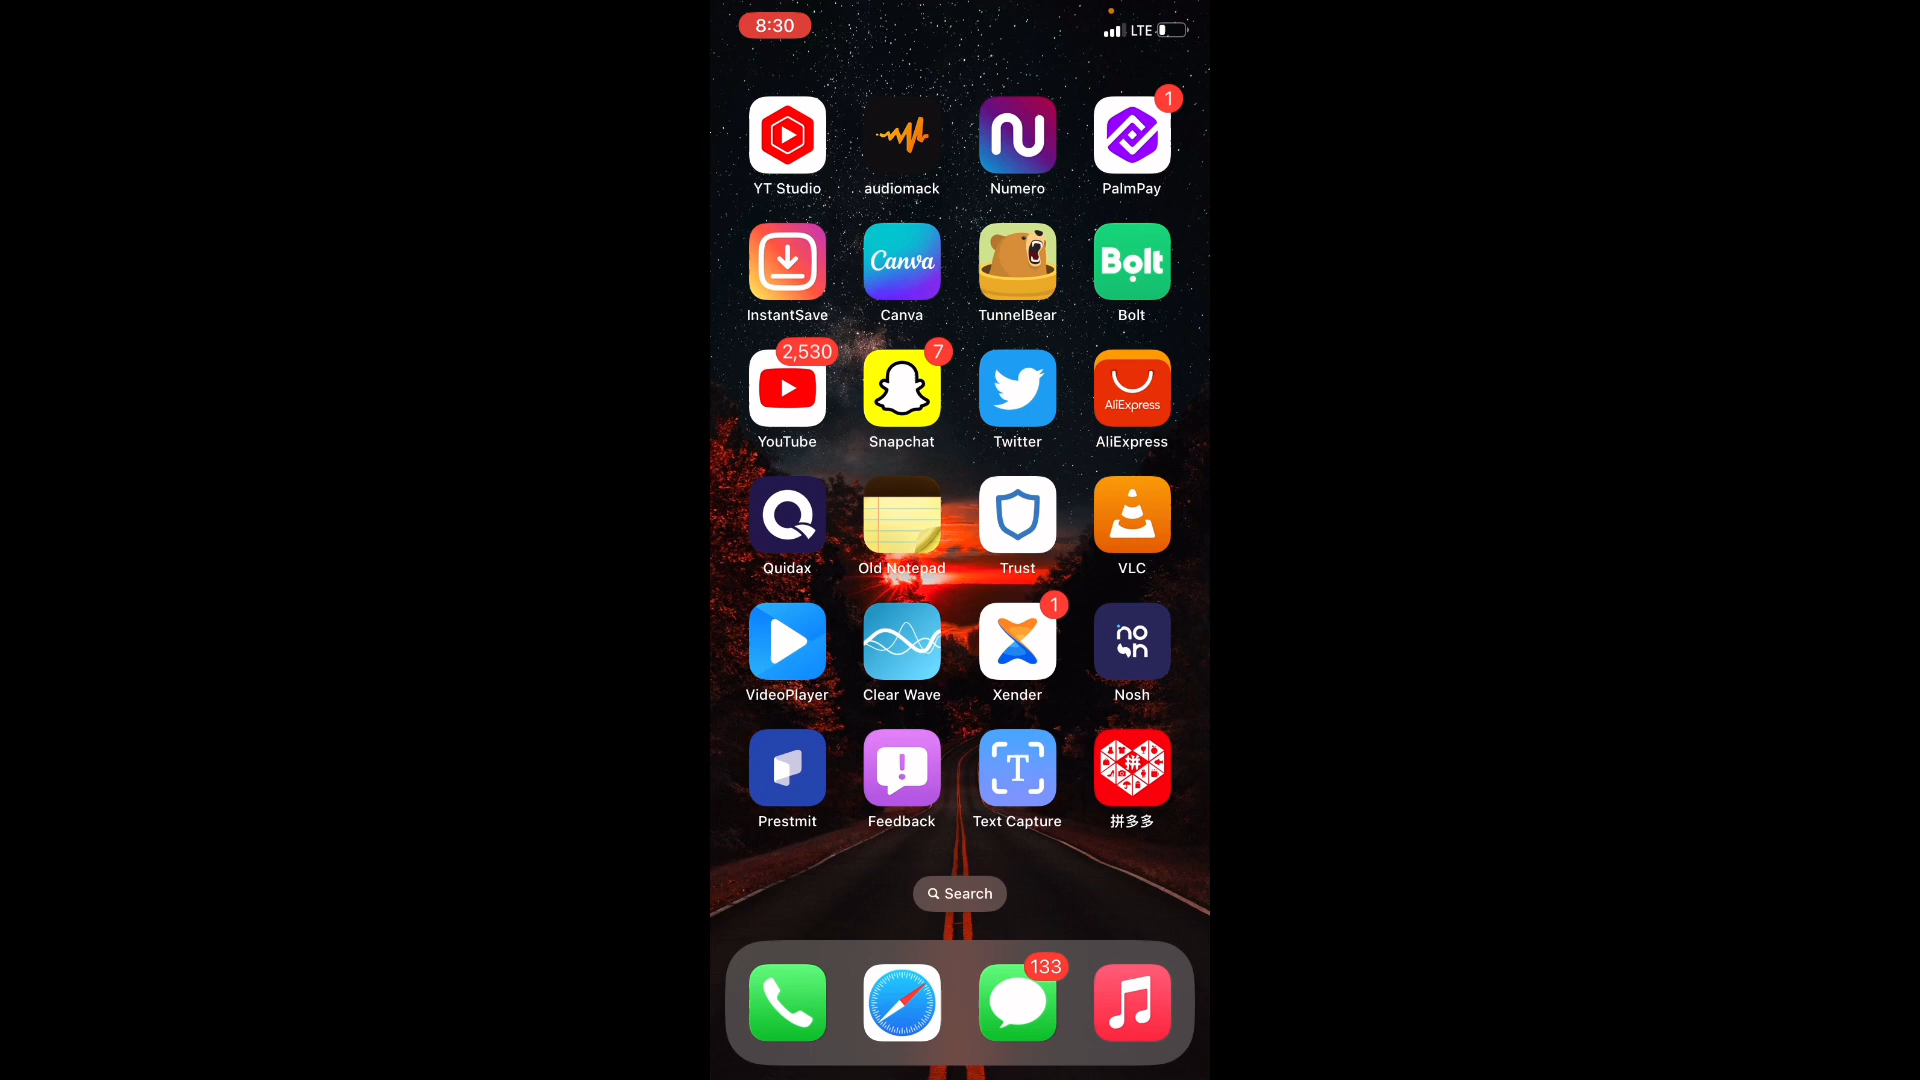 8:30
LTE
1
YT Studio
audiomack
Numero
PalmPay
Canva
Bolt
InstantSave
Canva
TunnelBear
Bolt
2,530
7
AliExpress
YouTube
Snapchat
Twitter
AliExpress
Quidax
Old Notepad
Trust
VLC
1
no
sh
VideoPlayer
Clear Wave
Xender
Nosh
T
拼
Prestmit
Feedback
Text Capture
拼多多
Search
133